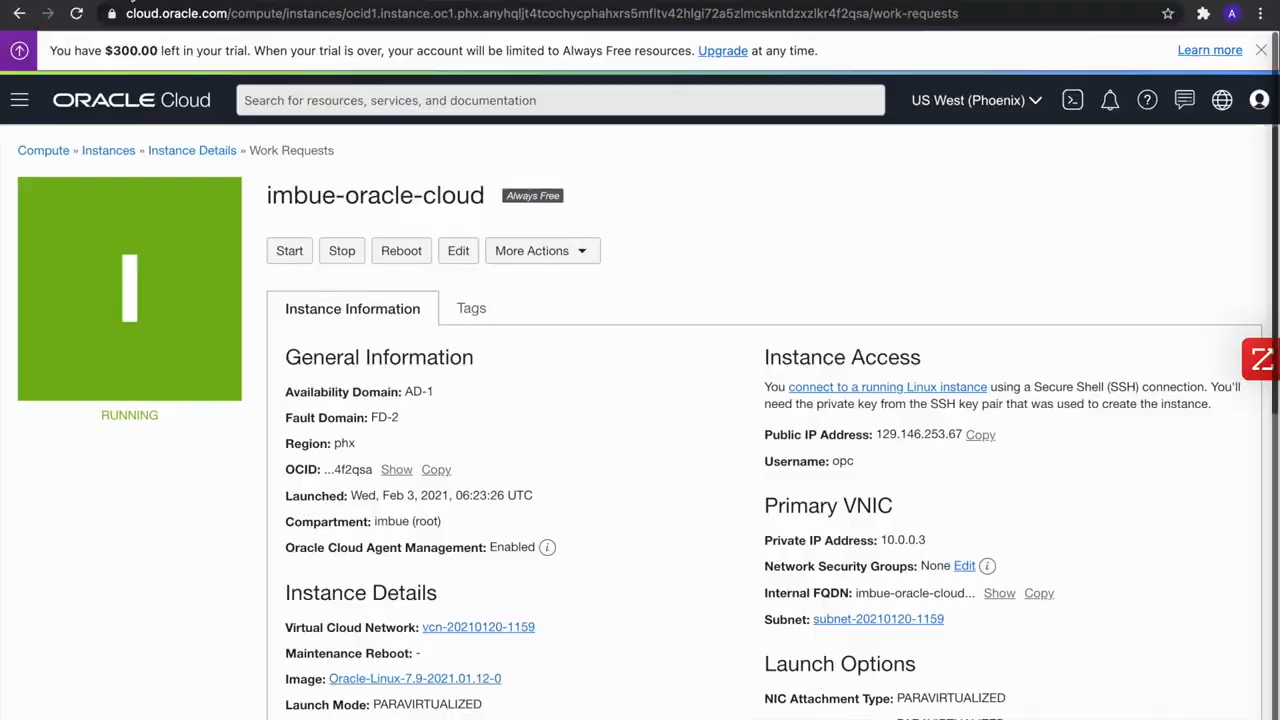 cloud.oracle.com/compute/instances/ocid1.instance.oc1.phx.anyhqljt4tcohycphahxrs5mfltv42hlgi72a5zlmcskntdzxzlkr4f2qsa/work-requests
A
You have $300.00 left in your trial. When your trial is over, your account will be limited to Always Free resources. Upgrade at any time.
Learn more
ORACLE Cloud
Search for resources, services, and documentation
US West (Phoenix)
Compute » Instances » Instance Details » Work Requests
I
RUNNING
imbue-oracle-cloud
Always Free
Start
Stop
Reboot
Edit
More Actions
Instance Information
Tags
General Information
Availability Domain: AD-1
Fault Domain: FD-2
Region: phx
OCID: ...4f2qsa Show Copy
Launched: Wed, Feb 3, 2021, 06:23:26 UTC
Compartment: imbue (root)
Oracle Cloud Agent Management: Enabled
Instance Details
Virtual Cloud Network: vcn-20210120-1159
Maintenance Reboot: -
Image: Oracle-Linux-7.9-2021.01.12-0
Launch Mode: PARAVIRTUALIZED
Instance Access
You connect to a running Linux instance using a Secure Shell (SSH) connection. You'll
need the private key from the SSH key pair that was used to create the instance.
Public IP Address: 129.146.253.67 Copy
Username: opc
Primary VNIC
Private IP Address: 10.0.0.3
Network Security Groups: None Edit
Internal FQDN: imbue-oracle-cloud... Show Copy
Subnet: subnet-20210120-1159
Launch Options
NIC Attachment Type: PARAVIRTUALIZED